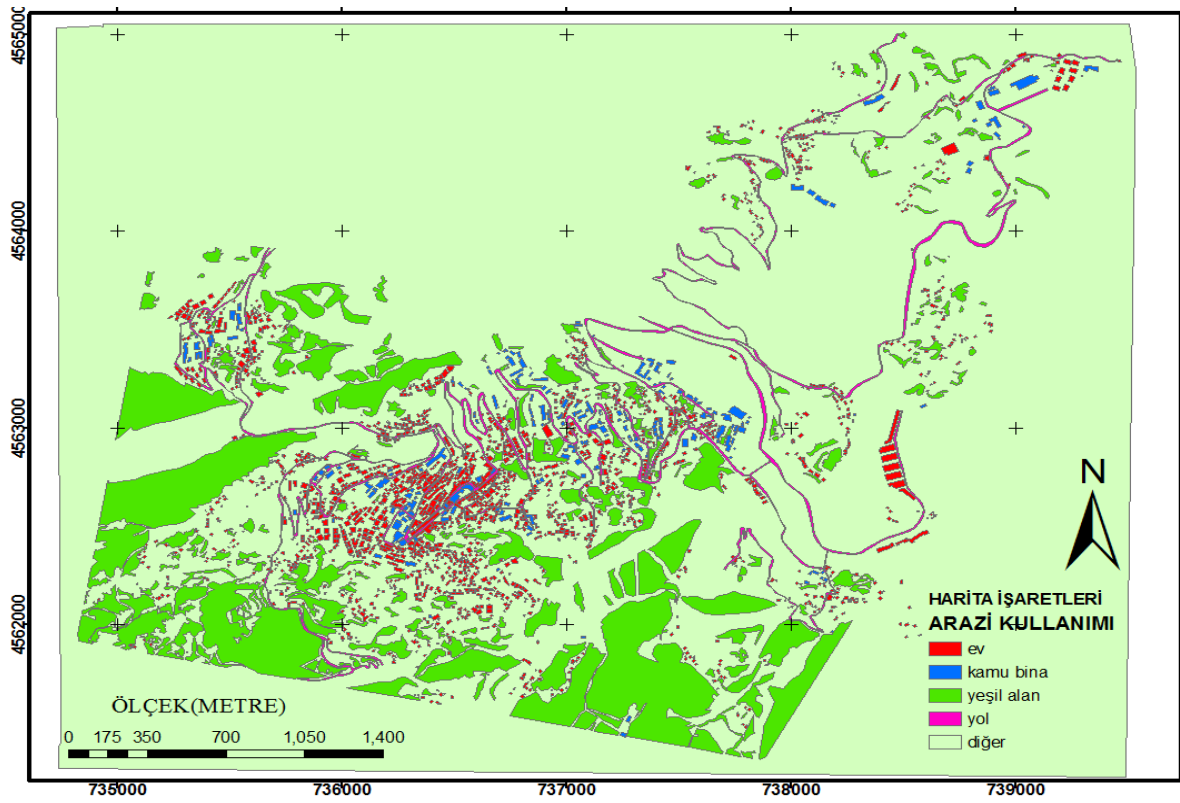 4565000
4564000
4563000
4562000
N
HARİTA İŞARETLERİ
ARAZİ KULLANIMI
ev
kamu bina
yeşil alan
yol
diğer
ÖLÇEK(METRE)
0 175 350 700 1,050 1,400
735000 736000 737000 738000 739000